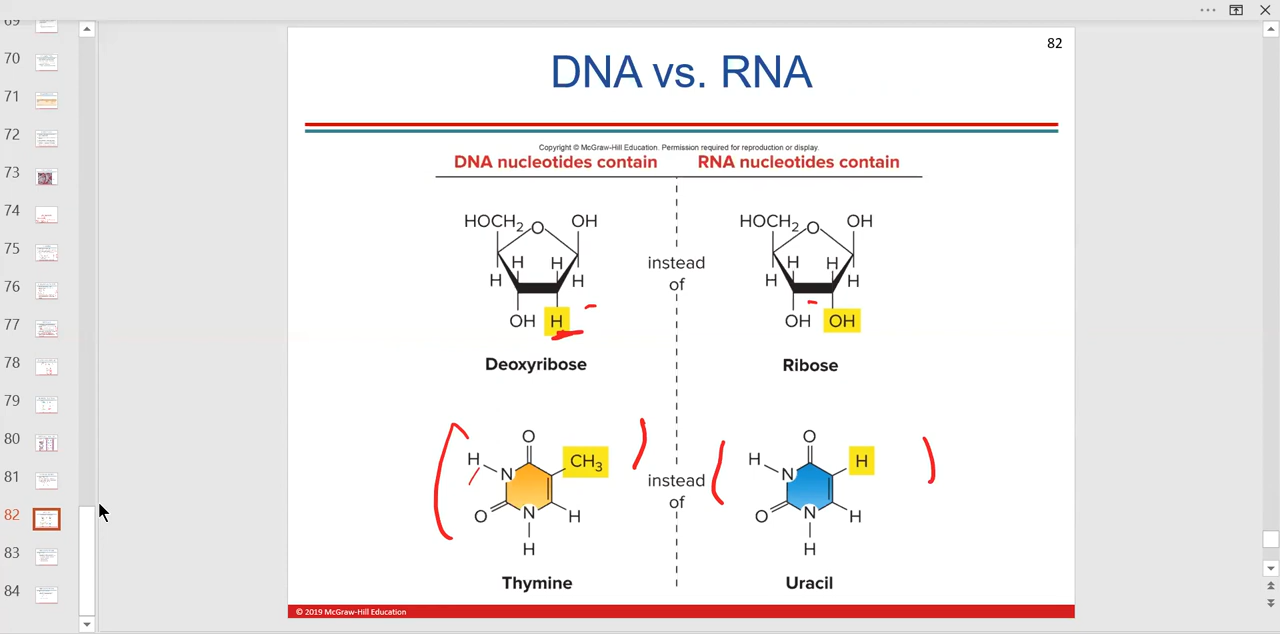 69
70
71
72
73
74
75
76
77
78
79
80
81
82
83
84
82
DNA vs. RNA
Copyright © McGraw-Hill Education. Permission required for reproduction or display.
DNA nucleotides contain RNA nucleotides contain
HOCH2 O OH HOCH2 O OH
instead
H H H H
H H H H
of
OH H OH OH
Deoxyribose Ribose
O O
H CH3 H H
N N
instead
of
O N H O N H
H H
Thymine Uracil
© 2019 McGraw-Hill Education